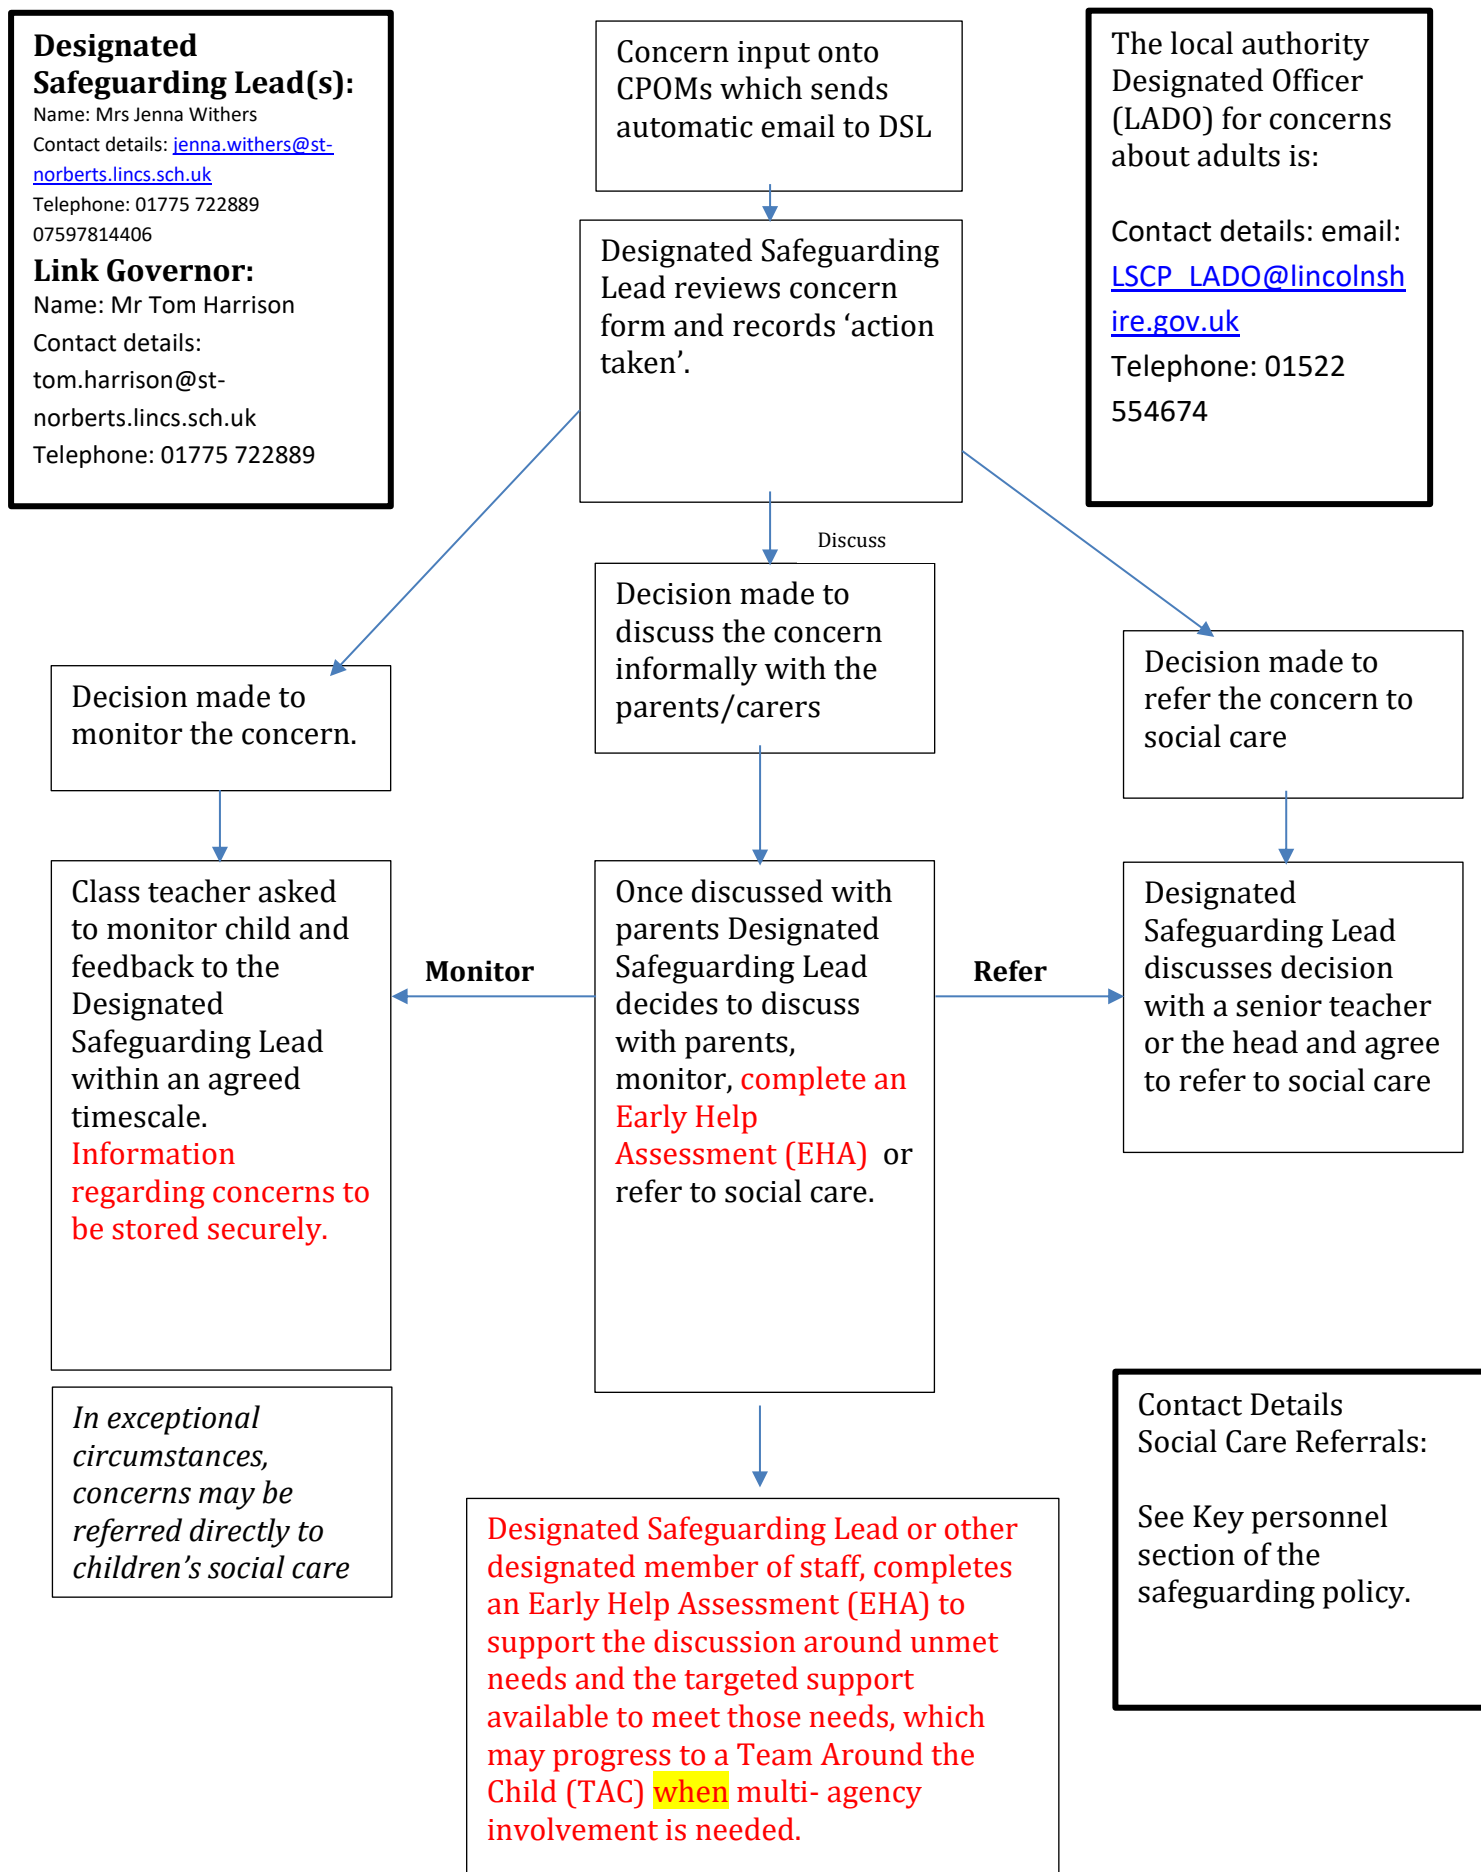 Designated
Safeguarding Lead(s):
Name: Mrs Jenna Withers
Contact details: jenna.withers@st-
norberts.lincs.sch.uk
Telephone: 01775 722889
07597814406
Link Governor:
Name: Mr Tom Harrison
Contact details:
tom.harrison@st-
norberts.lincs.sch.uk
Telephone: 01775 722889
Concern input onto
CPOMs which sends
automatic email to DSL
The local authority
Designated Officer
(LADO) for concerns
about adults is:
Contact details: email:
LSCP_LADO@lincolnsh
ire.gov.uk
Telephone: 01522
554674
Designated Safeguarding
Lead reviews concern
form and records ‘action
taken’.
Discuss
Decision made to
monitor the concern.
Decision made to
discuss the concern
informally with the
parents/carers
Decision made to
refer the concern to
social care
Class teacher asked
to monitor child and
feedback to the
Designated
Safeguarding Lead
within an agreed
timescale.
Information
regarding concerns to
be stored securely.
Monitor
Once discussed with
parents Designated
Safeguarding Lead
decides to discuss
with parents,
monitor, complete an
Early Help
Assessment (EHA)  or
refer to social care.
Refer
Designated
Safeguarding Lead
discusses decision
with a senior teacher
or the head and agree
to refer to social care
In exceptional
circumstances,
concerns may be
referred directly to
children’s social care
Designated Safeguarding Lead or other
designated member of staff, completes
an Early Help Assessment (EHA) to
support the discussion around unmet
needs and the targeted support
available to meet those needs, which
may progress to a Team Around the
Child (TAC) when multi- agency
involvement is needed.
Contact Details
Social Care Referrals:
See Key personnel
section of the
safeguarding policy.